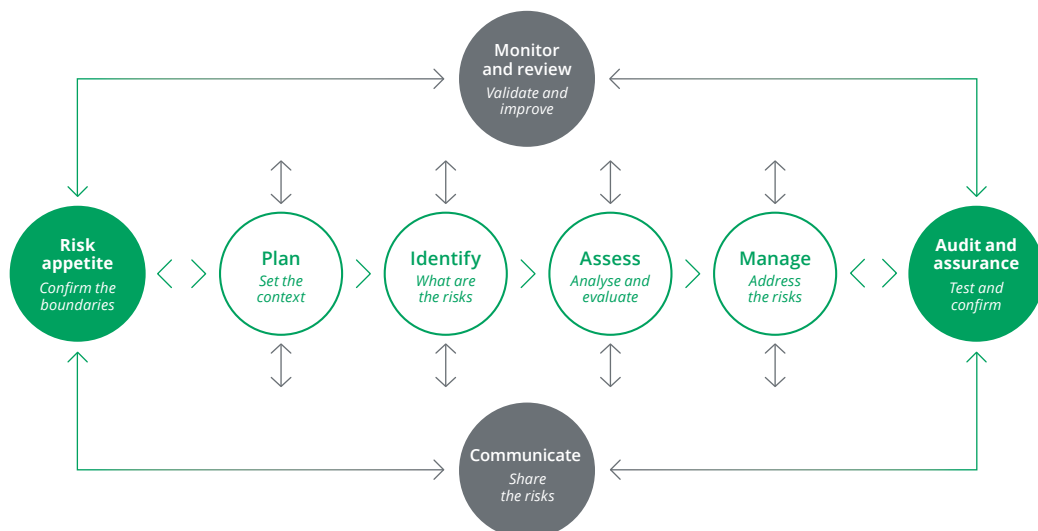 Monitor
and review
Validate and
improve
Risk
appetite
Confirm the
boundaries
Plan
Set the
context
Identify
What are
the risks
Assess
Analyse and
evaluate
Manage
Address
the risks
Audit and
assurance
Test and
confirm
Communicate
Share
the risks